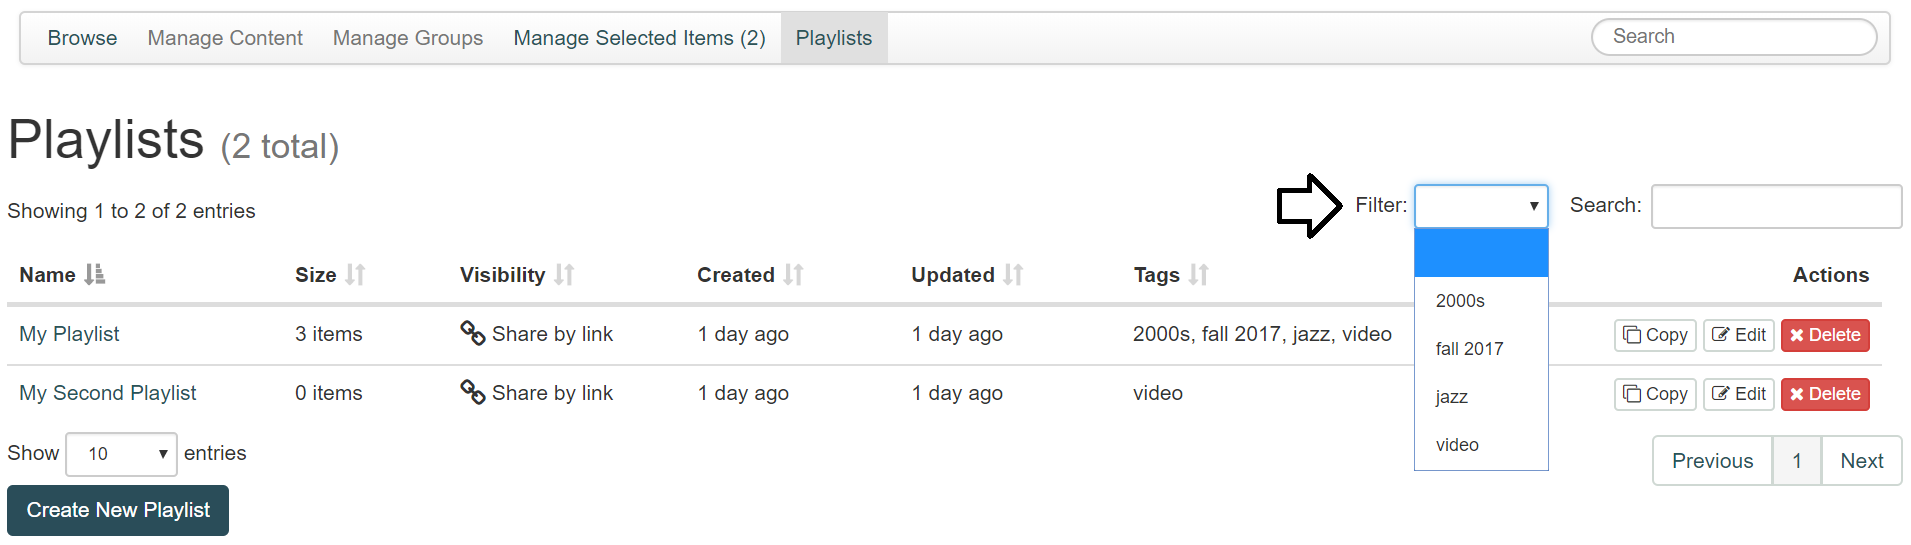 Browse Manage Content Manage Groups Manage Selected Items (2) Playlists Search
Playlists (2 total)
Showing 1 to 2 of 2 entries Filter: Search:
Name Size Visibility Created Updated Tags Actions
2000s
My Playlist 3 items Share by link 1 day ago 1 day ago 2000s, fall 2017, jazz, video Copy Edit Delete
fall 2017
My Second Playlist 0 items Share by link 1 day ago 1 day ago video jazz Copy Edit Delete
video
Show 10 entries Previous 1 Next
Create New Playlist